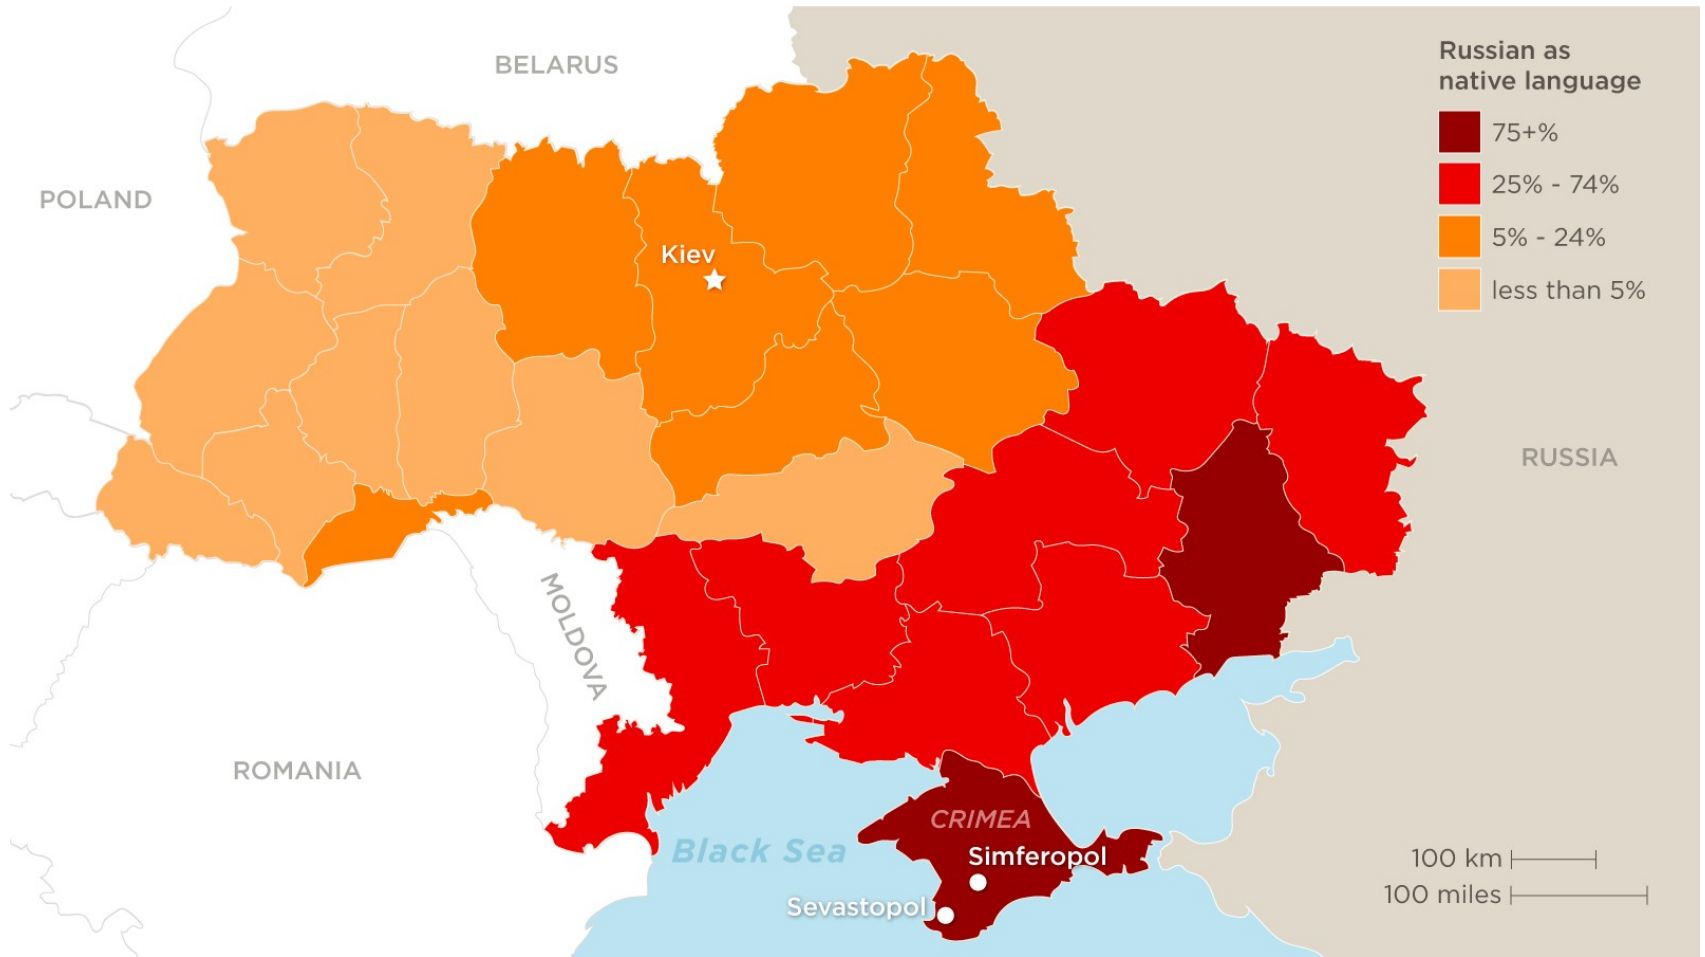 BELARUS
Russian as
native language
75+%
25% - 74%
5% - 24%
less than 5%
POLAND
Kiev
RUSSIA
MOLDOVA
ROMANIA
CRIMEA
Black Sea
Simferopol
Sevastopol
100 km
100 miles